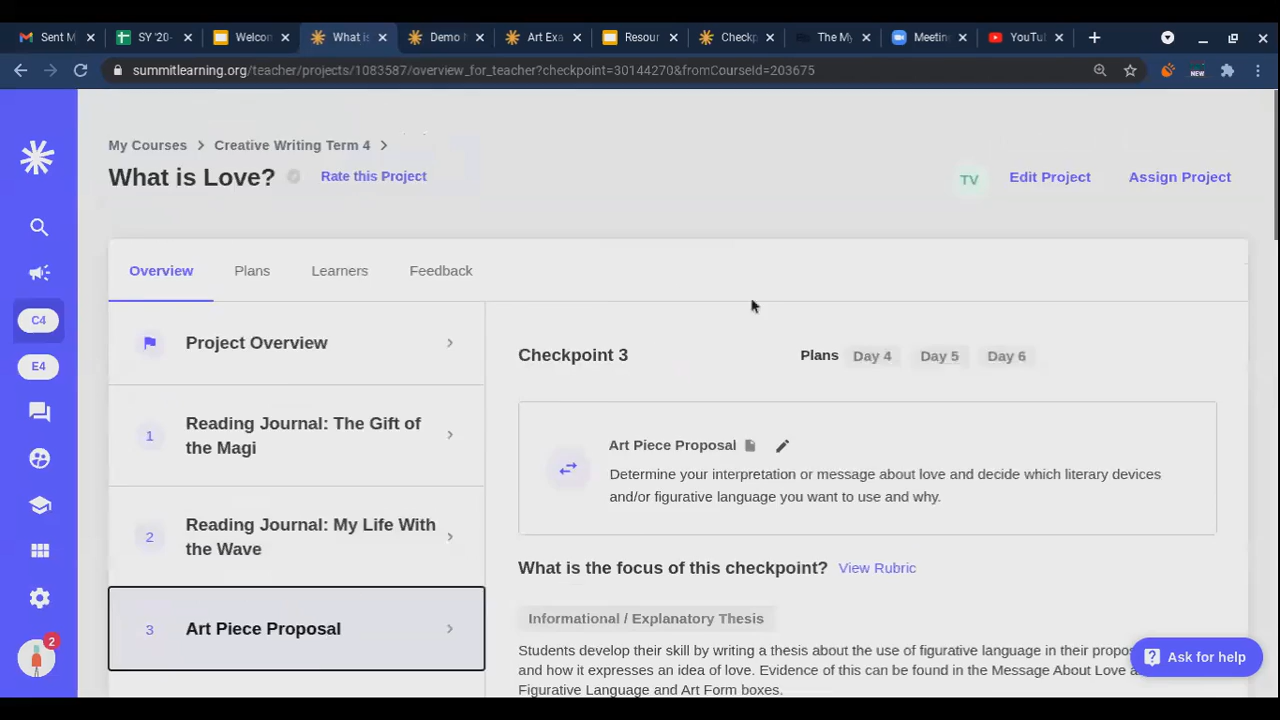 Sent M
SY '20-
Welcon
What is
Demo
Art Exa
Resour
Checkp
The My
Meetin
YouTu
summitlearning.org/teacher/projects/1083587/overview_for_teacher?checkpoint=30144270&fromCourseId=203675
NEW
My Courses > Creative Writing Term 4 >
What is Love?
Rate this Project
TV
Edit Project
Assign Project
C4
E4
2
Overview
Plans
Learners
Feedback
Project Overview
1
Reading Journal: The Gift of
the Magi
2
Reading Journal: My Life With
the Wave
3
Art Piece Proposal
Checkpoint 3
Plans
Day 4
Day 5
Day 6
Art Piece Proposal
Determine your interpretation or message about love and decide which literary devices
and/or figurative language you want to use and why.
What is the focus of this checkpoint?
View Rubric
Informational / Explanatory Thesis
Students develop their skill by writing a thesis about the use of figurative language in their propo
and how it expresses an idea of love. Evidence of this can be found in the Message About Love a
Figurative Language and Art Form boxes.
Ask for help